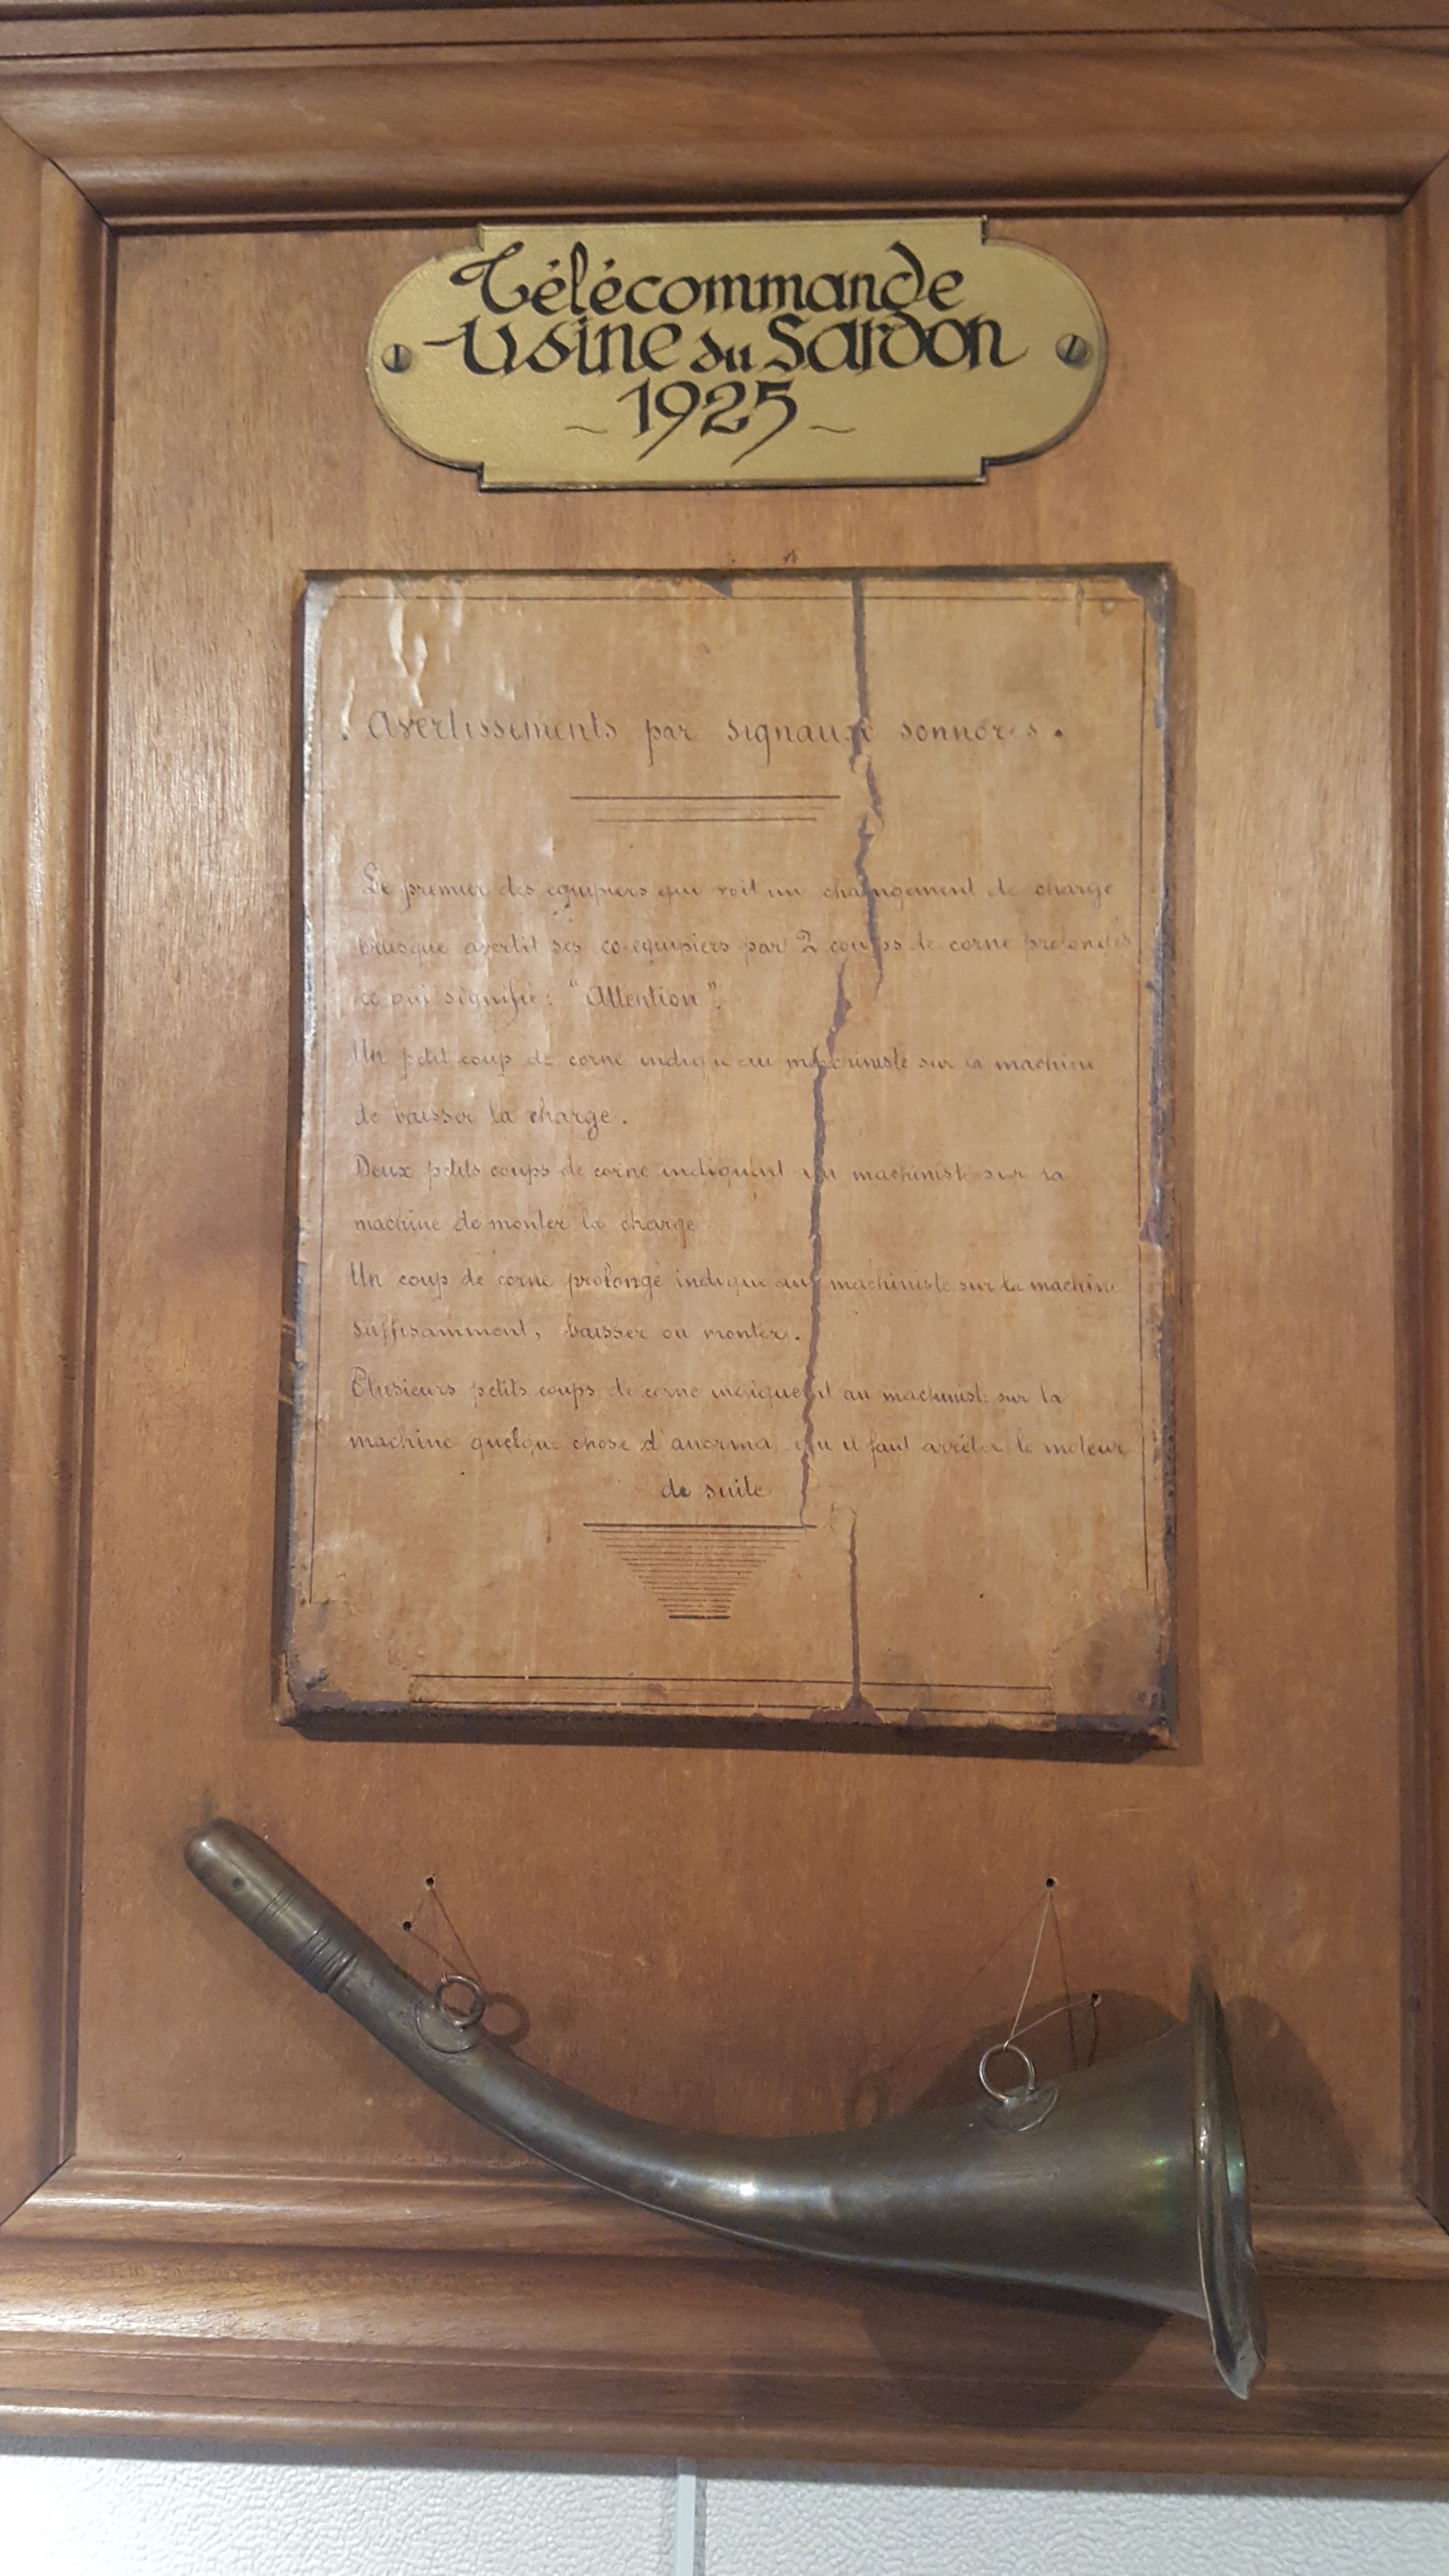 Télécommande
Usine du Sardon
~ 1925 ~
. Avertissements par signaux sonnores .
Le premier des équipiers qui voit un changement de charge
brusque avertit ses co-équipiers par 2 coups de corne prolongés
ce qui signifie : "Attention".
Un petit coup de corne indique au machiniste sur la machine
de baisser la charge.
Deux petits coups de corne indiquent au machiniste sur la
machine de monter la charge
Un coup de corne prolongé indique au machiniste sur la machine
suffisamment, baisser ou monter.
Plusieurs petits coups de corne indiquent au machiniste sur la
machine quelque chose d'anormal qu'il faut arrêter le moteur
de suite